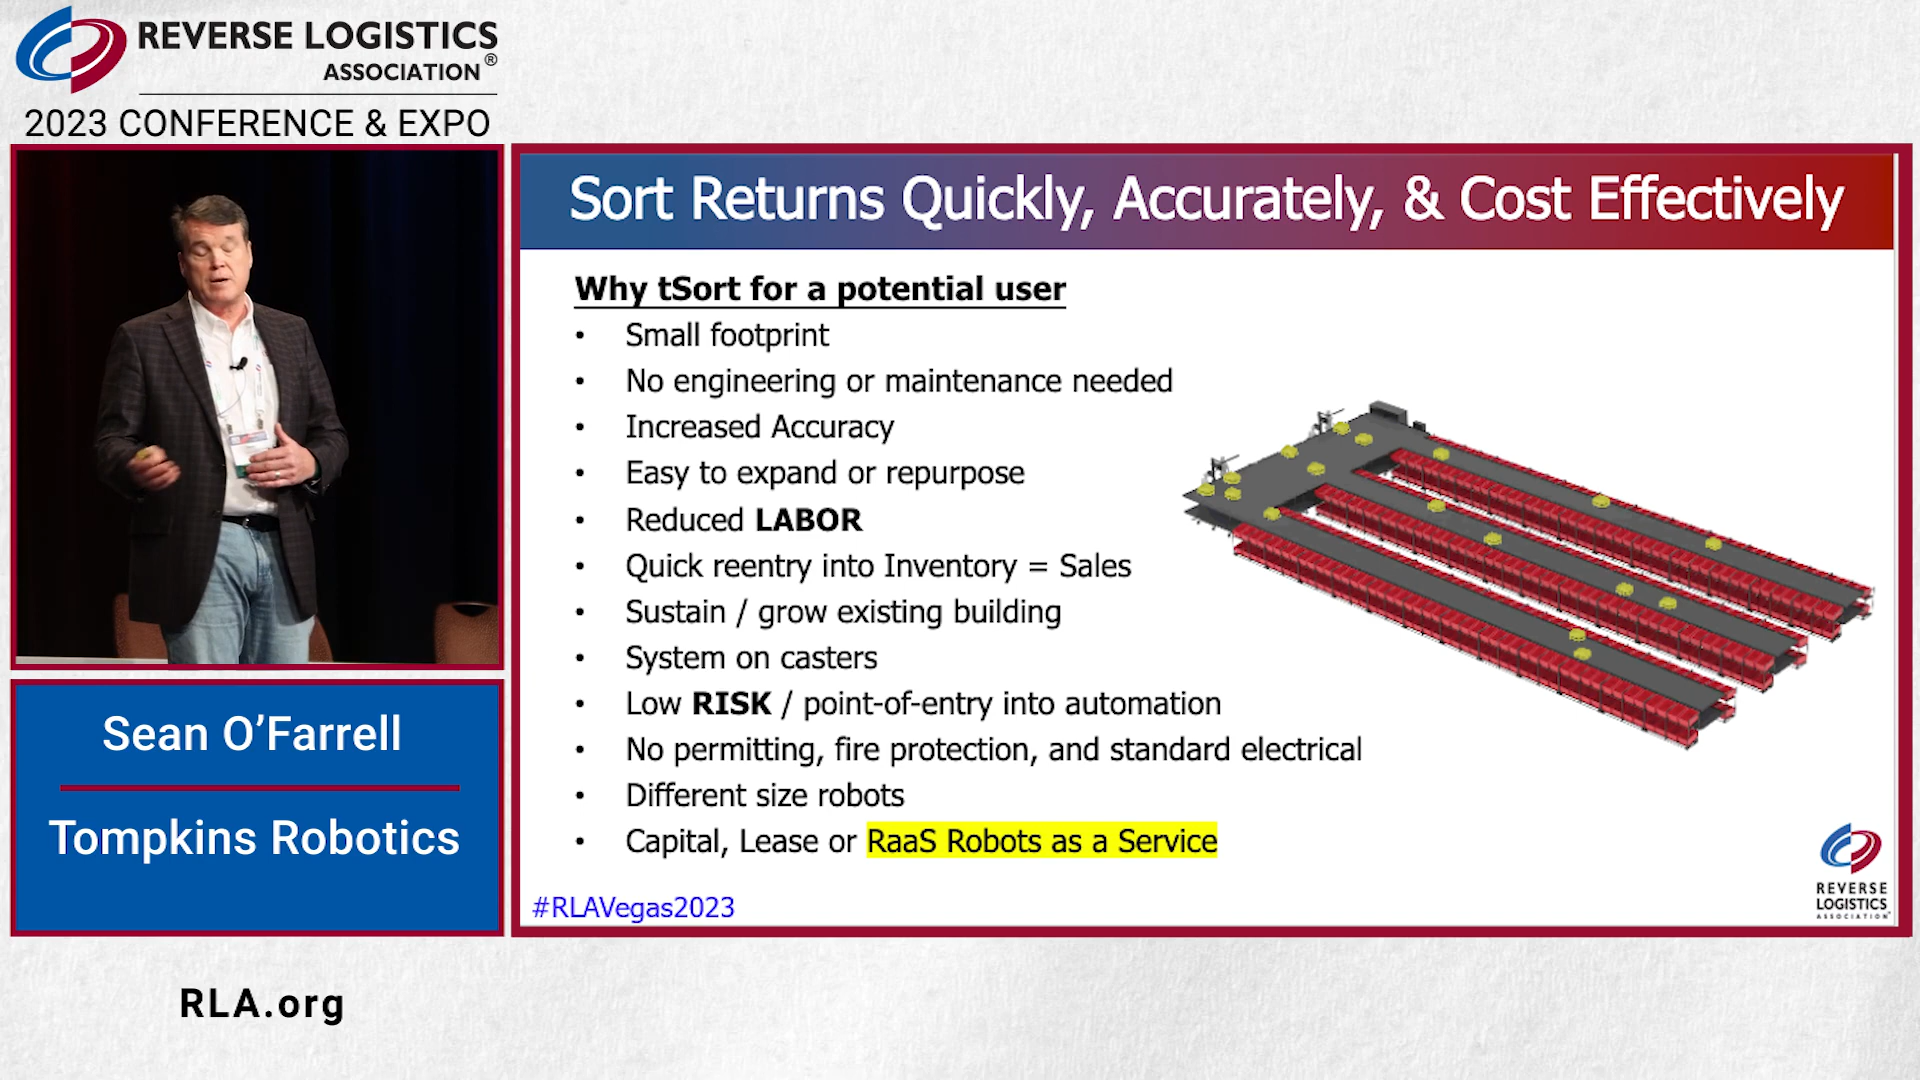 REVERSE LOGISTICS
ASSOCIATION®
2023 CONFERENCE & EXPO
Sort Returns Quickly, Accurately, & Cost Effectively
Why tSort for a potential user
• Small footprint
• No engineering or maintenance needed
• Increased Accuracy
• Easy to expand or repurpose
• Reduced LABOR
• Quick reentry into Inventory = Sales
• Sustain / grow existing building
• System on casters
• Low RISK / point-of-entry into automation
• No permitting, fire protection, and standard electrical
• Different size robots
• Capital, Lease or RaaS Robots as a Service
#RLAVegas2023
REVERSE
LOGISTICS
ASSOCIATION®
Sean O’Farrell
Tompkins Robotics
RLA.org